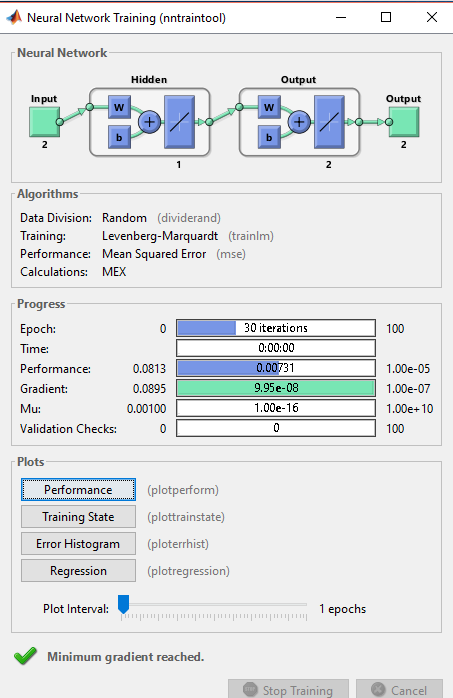 Neural Network Training (nntraintool)
Neural Network
Hidden Output
Input W b W b Output
2 1 2 2
Algorithms
Data Division: Random (dividerand)
Training: Levenberg-Marquardt (trainlm)
Performance: Mean Squared Error (mse)
Calculations: MEX
Progress
Epoch: 0 30 iterations 100
Time: 0:00:00
Performance: 0.0813 0.00731 1.00e-05
Gradient: 0.0895 9.95e-08 1.00e-07
Mu: 0.00100 1.00e-16 1.00e+10
Validation Checks: 0 0 100
Plots
Performance (plotperform)
Training State (plottrainstate)
Error Histogram (ploterrhist)
Regression (plotregression)
Plot Interval: 1 epochs
Minimum gradient reached.
Stop Training Cancel